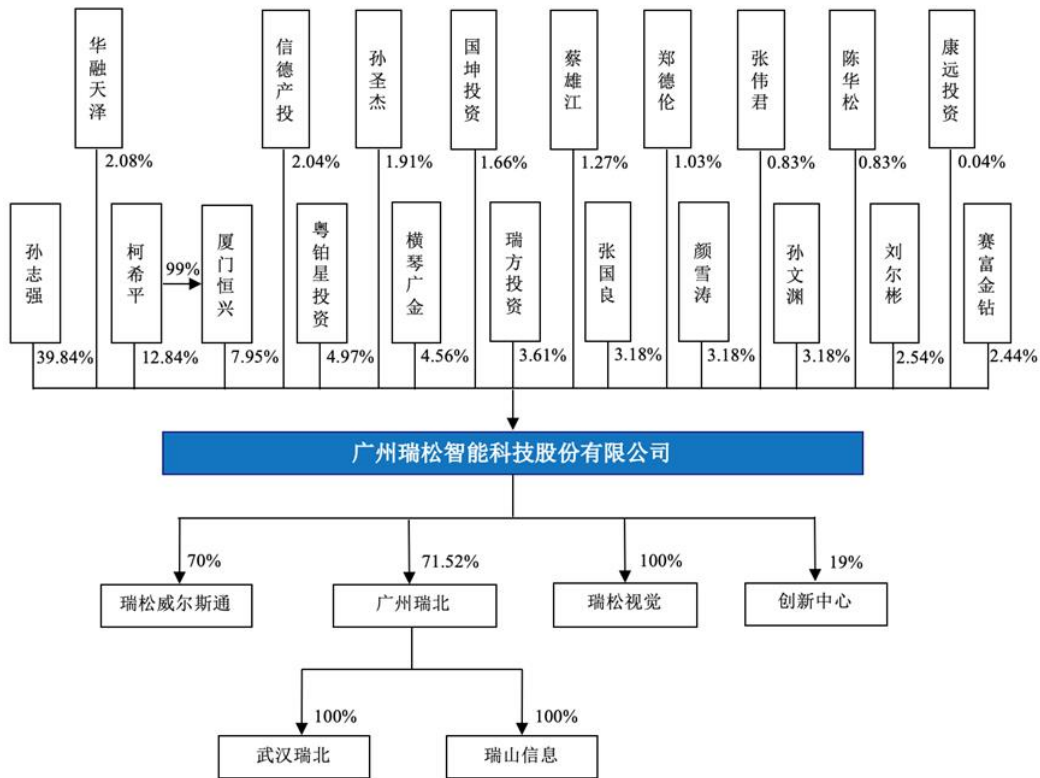 华融天泽
信德产投
孙圣杰
国坤投资
蔡雄江
郑德伦
张伟君
陈华松
康远投资
2.08%
2.04%
1.91%
1.66%
1.27%
1.03%
0.83%
0.83%
0.04%
孙志强
柯希平
99%
厦门恒兴
粤铂星投资
横琴广金
瑞方投资
张国良
颜雪涛
孙文渊
刘尔彬
赛富金钻
39.84%
12.84%
7.95%
4.97%
4.56%
3.61%
3.18%
3.18%
3.18%
2.54%
2.44%
广州瑞松智能科技股份有限公司
70%
71.52%
100%
19%
瑞松威尔斯通
广州瑞北
瑞松视觉
创新中心
100%
100%
武汉瑞北
瑞山信息